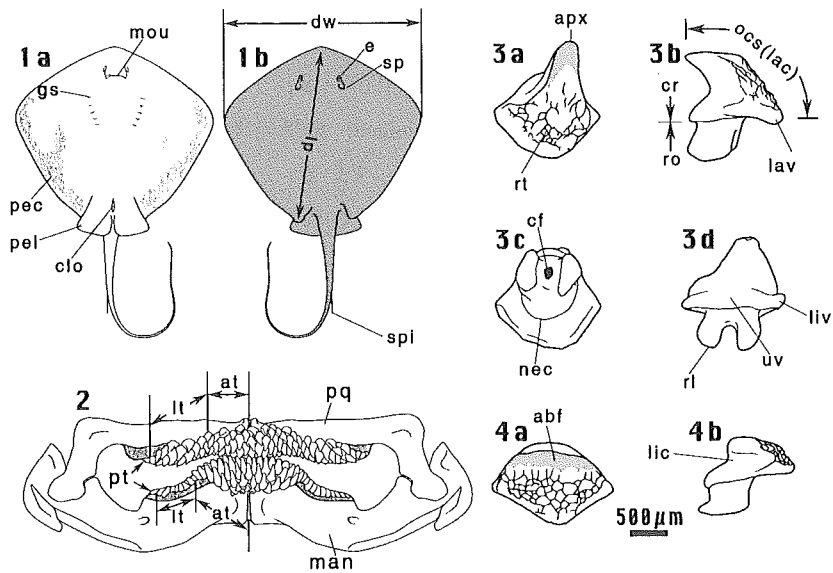 1a
mou
gs
pec
pel
clo
dw
1b
e
sp
dl
spi
2
lt
at
pq
pt
lt
at
man
apx
3a
rt
3b
ocs(lac)
cr
ro
lav
3c
cf
nec
3d
liv
uv
rl
4a
abf
500µm
4b
lic